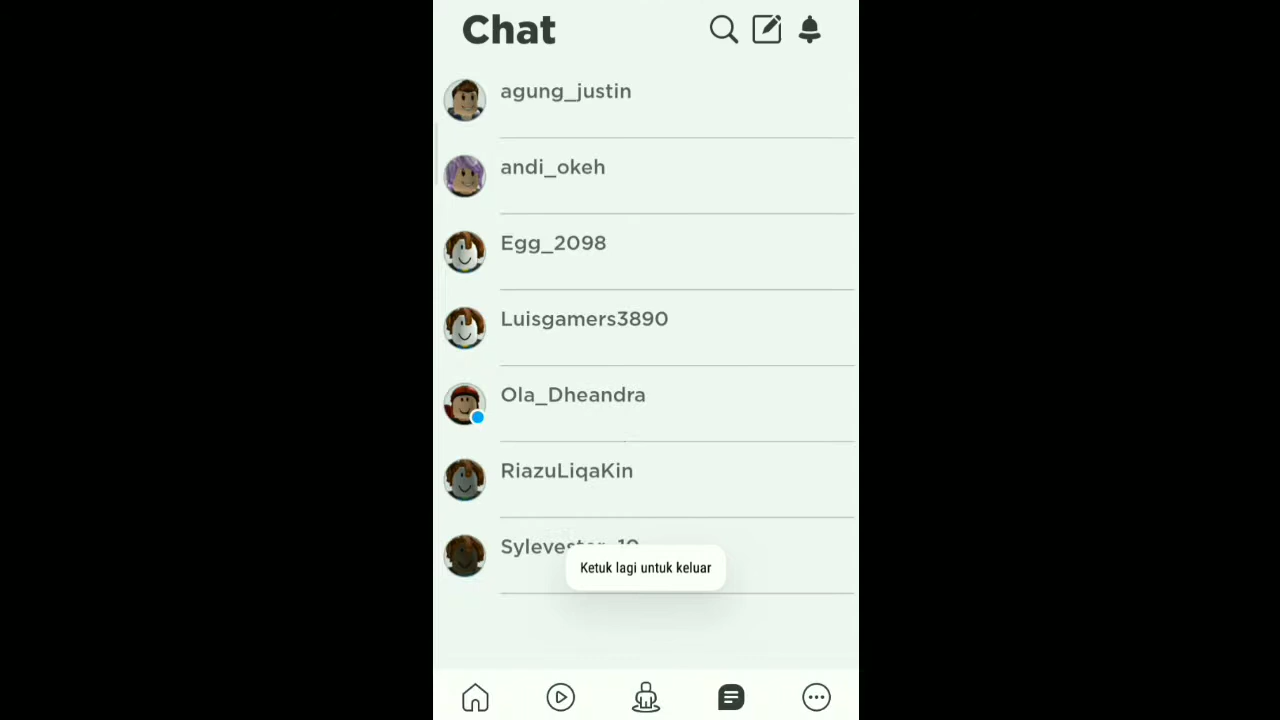 Chat
agung_justin
andi_okeh
Egg_2098
Luisgamers3890
Ola_Dheandra
RiazuLiqaKin
Ketuk lagi untuk keluar